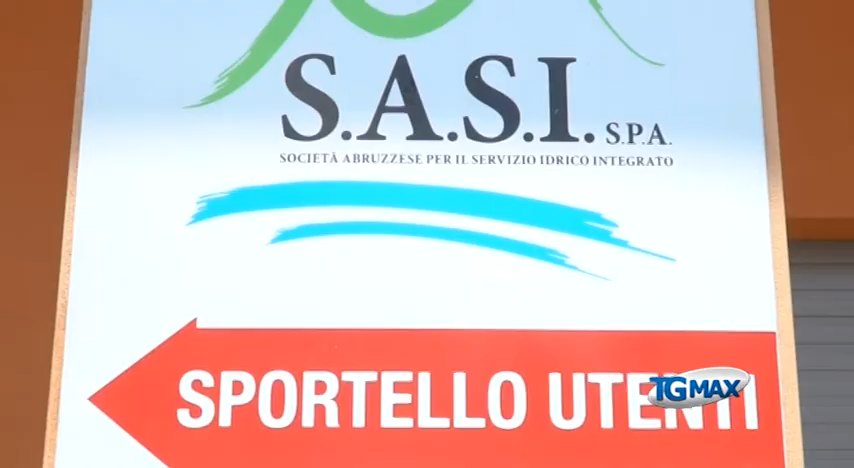 S.A.S.I. S.P.A.
SOCIETÀ ABRUZZESE PER IL SERVIZIO IDRICO INTEGRATO
SPORTELLO UTENTI
TGMAX